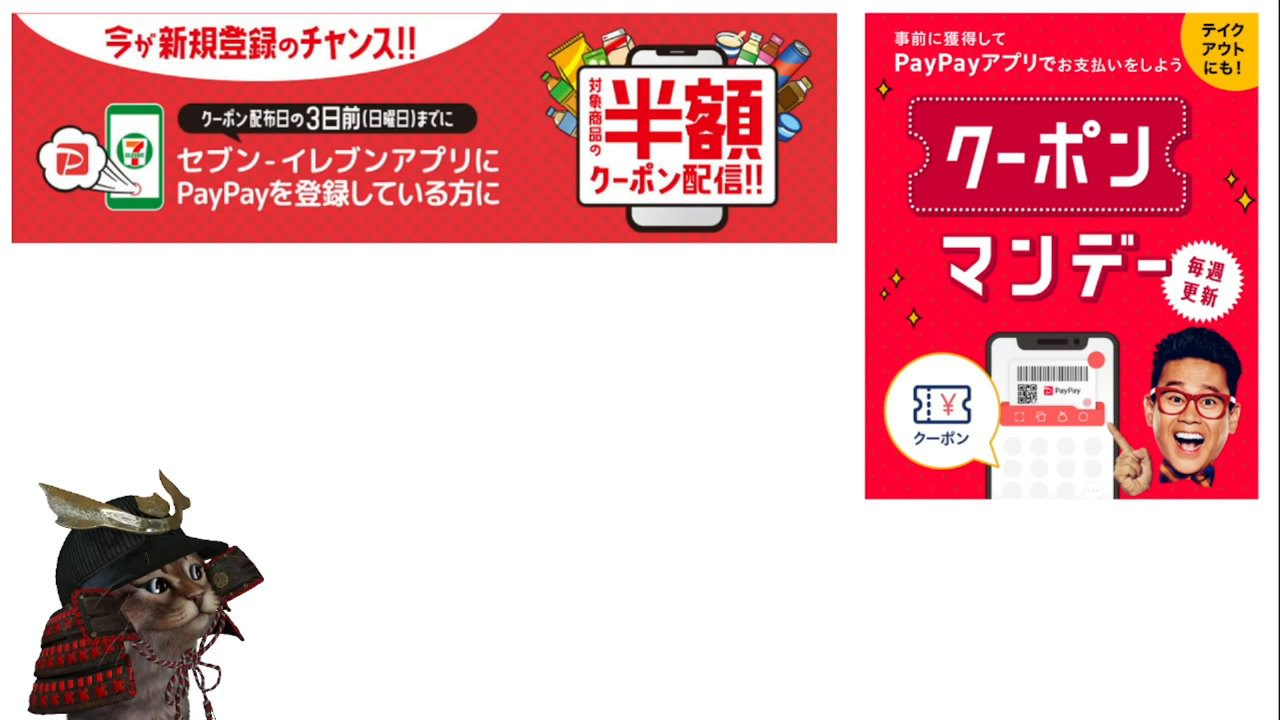 今が新規登録のチャンス!!
クーポン配布日の3日前(日曜日)までに
セブン‐イレブンアプリに
PayPayを登録している方に
対象商品の
半額
クーポン配信!!
事前に獲得して
PayPayアプリでお支払いをしよう
テイク
アウト
にも!
クーポン
マンデー
毎週
更新
PayPay
クーポン